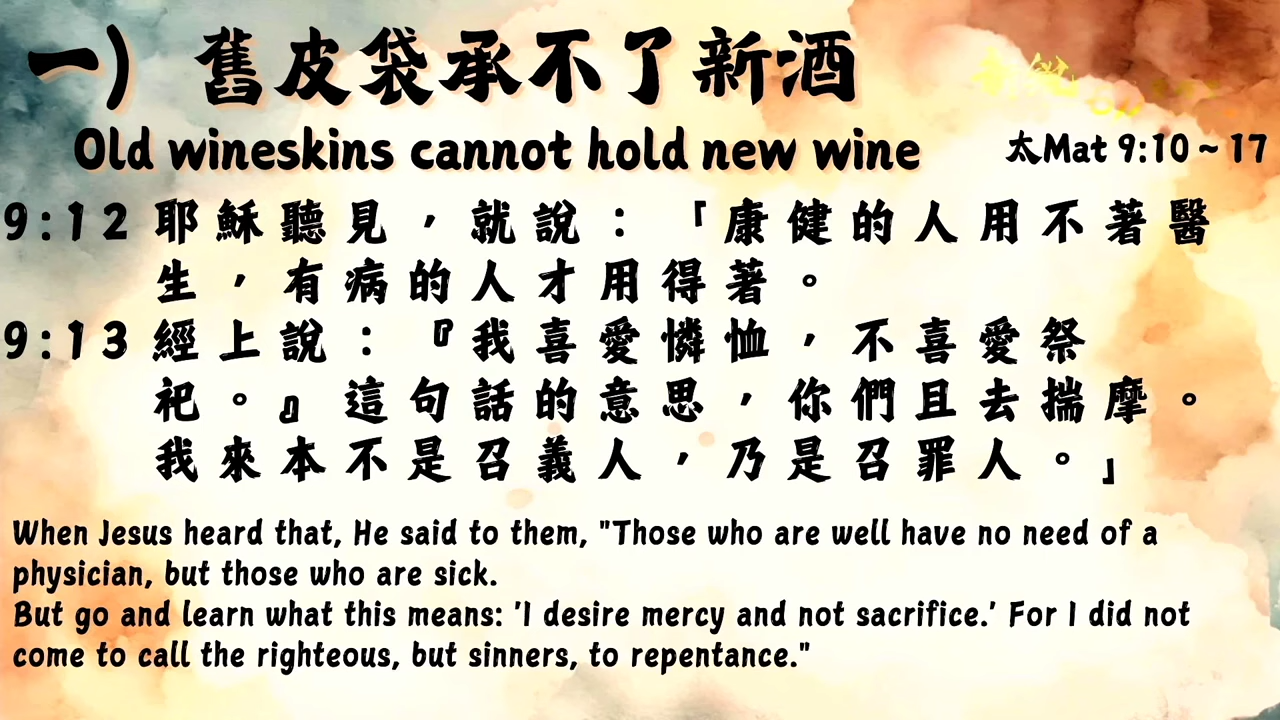 一) 舊皮袋承不了新酒
Old wineskins cannot hold new wine
太Mat 9:10~17
9:12 耶穌聽見，就說：「康健的人用不著醫
生，有病的人才用得著。
9:13 經上說：『我喜愛憐恤，不喜愛祭
祀。』這句話的意思，你們且去揣摩。
我來本不是召義人，乃是召罪人。」
When Jesus heard that, He said to them, "Those who are well have no need of a
physician, but those who are sick.
But go and learn what this means: 'I desire mercy and not sacrifice.' For I did not
come to call the righteous, but sinners, to repentance."